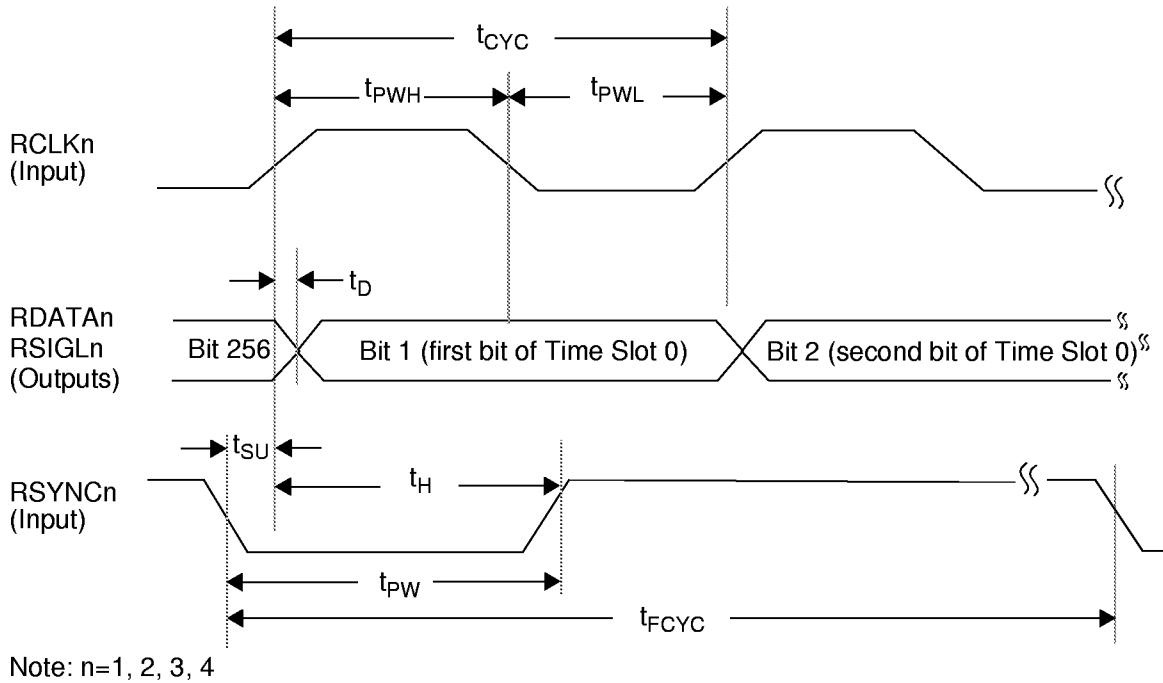 tCYC
tPWH
tPWL
RCLKn
(Input)
tD
RDATAn
RSIGLn
(Outputs)
Bit 256
Bit 1 (first bit of Time Slot 0)
Bit 2 (second bit of Time Slot 0)
tSU
tH
RSYNCn
(Input)
tPW
tFCYC
Note: n=1, 2, 3, 4